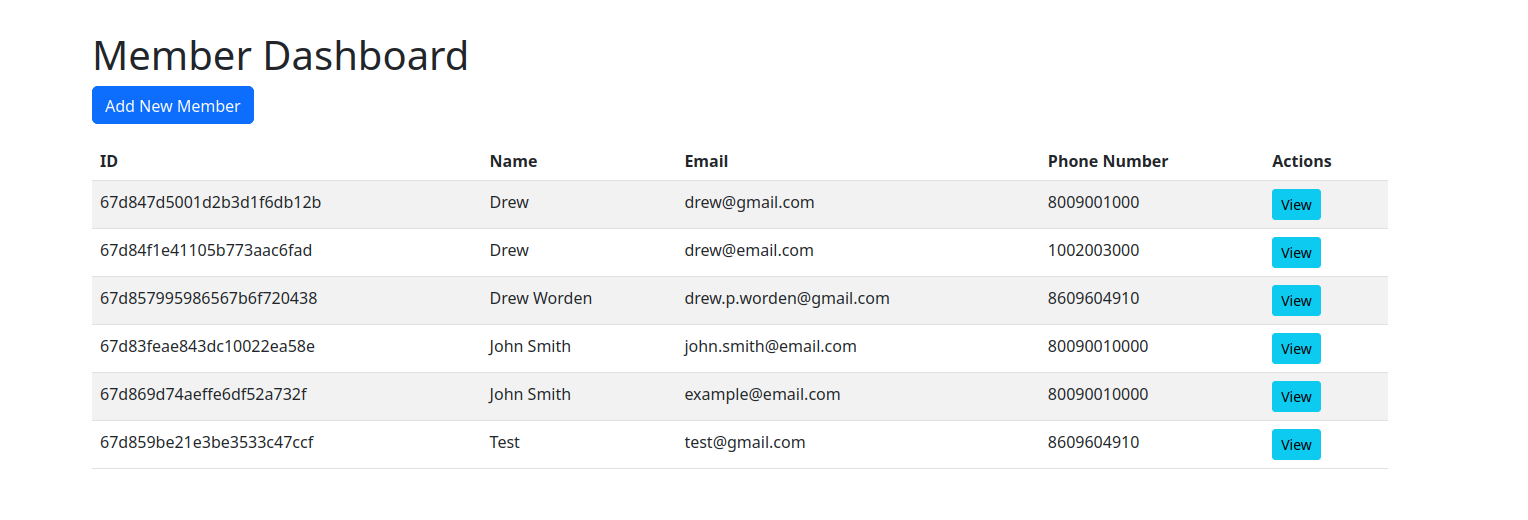 Member Dashboard
Add New Member
ID Name Email Phone Number Actions
67d847d5001d2b3d1f6db12b Drew drew@gmail.com 8009001000 View
67d84f1e41105b773aac6fad Drew drew@email.com 1002003000 View
67d857995986567b6f720438 Drew Worden drew.p.worden@gmail.com 8609604910 View
67d83feae843dc10022ea58e John Smith john.smith@email.com 80090010000 View
67d869d74aeffe6df52a732f John Smith example@email.com 80090010000 View
67d859be21e3be3533c47ccf Test test@gmail.com 8609604910 View